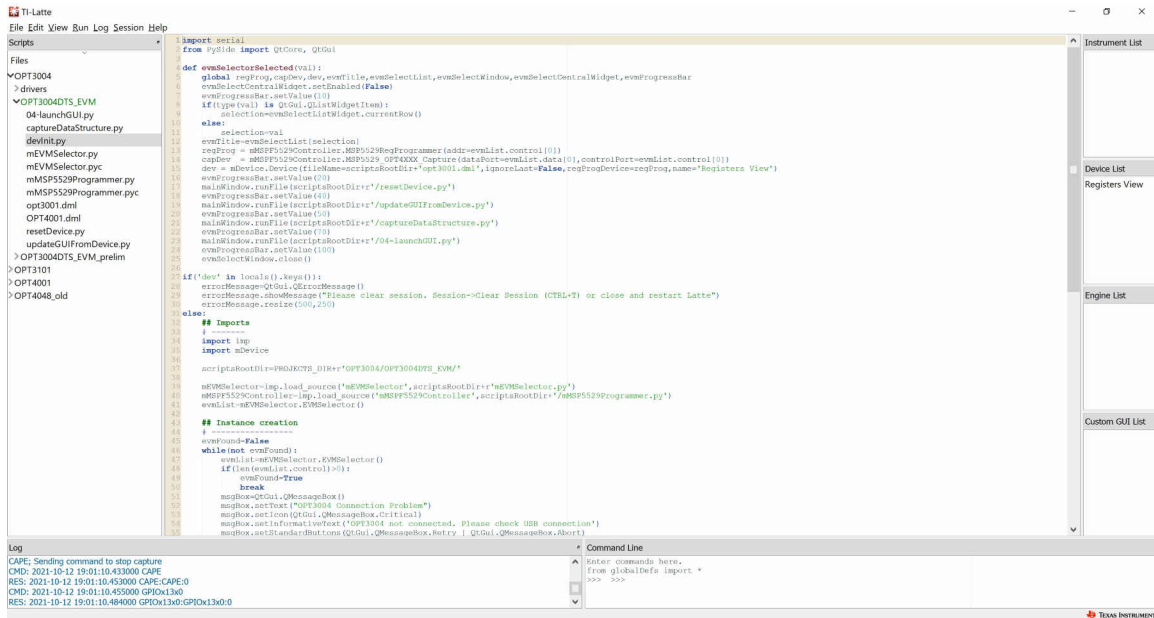 TI-Latte
File Edit View Run Log Session Help
Scripts
Files
OPT3004
drivers
OPT3004DTS_EVM
04-launchGUI.py
captureDataStructure.py
devInit.py
mEVMSelector.py
mEVMSelector.pyc
mMSP5529Programmer.py
mMSP5529Programmer.pyc
opt3001.dml
OPT4001.dml
resetDevice.py
updateGUIFromDevice.py
OPT3004DTS_EVM_prelim
OPT3101
OPT4001
OPT4048_old
1 import serial
2 from PySide import QtCore, QtGui
3
4 def evmSelectorSelected(val):
5 global regProg,capDev,dev,evmTitle,evmSelectList,evmSelectWindow,evmSelectCentralWidget,evmProgressBar
6 evmSelectCentralWidget.setEnabled(False)
7 evmProgressBar.setValue(10)
8 if(type(val) is QtGui.QListWidgetItem):
9 selection=evmSelectListWidget.currentRow()
10 else:
11 selection=val
12 evmTitle=evmSelectList[selection]
13 regProg = mMSPF5529Controller.MSP5529RegProgrammer(addr=evmList.control[0])
14 capDev = mMSPF5529Controller.MSP5529_OPT4XXX_Capture(dataPort=evmList.data[0],controlPort=evmList.control[0])
15 dev = mDevice.Device(fileName=scriptsRootDir+'opt3001.dml',ignoreLast=False,regProgDevice=regProg,name="Registers View")
16 evmProgressBar.setValue(20)
17 mainWindow.runFile(scriptsRootDir+r'/resetDevice.py')
18 evmProgressBar.setValue(40)
19 mainWindow.runFile(scriptsRootDir+r'/updateGUIFromDevice.py')
20 evmProgressBar.setValue(50)
21 mainWindow.runFile(scriptsRootDir+r'/captureDataStructure.py')
22 evmProgressBar.setValue(70)
23 mainWindow.runFile(scriptsRootDir+r'/04-launchGUI.py')
24 evmProgressBar.setValue(100)
25 evmSelectWindow.close()
26
27 if('dev' in locals().keys()):
28 errorMessage=QtGui.QErrorMessage()
29 errorMessage.showMessage("Please clear session. Session->Clear Session (CTRL+T) or close and restart Latte")
30 errorMessage.resize(500,250)
31 else:
32 ## Imports
33 # -------
34 import imp
35 import mDevice
36
37 scriptsRootDir=PROJECTS_DIR+r'OPT3004/OPT3004DTS_EVM/'
38
39 mEVMSelector=imp.load_source('mEVMSelector',scriptsRootDir+r'mEVMSelector.py')
40 mMSPF5529Controller=imp.load_source('mMSPF5529Controller',scriptsRootDir+'/mMSP5529Programmer.py')
41 evmList=mEVMSelector.EVMSelector()
42
43 ## Instance creation
44 # -----------------
45 evmFound=False
46 while(not evmFound):
47 evmList=mEVMSelector.EVMSelector()
48 if(len(evmList.control)>0):
49 evmFound=True
50 break
51 msgBox=QtGui.QMessageBox()
52 msgBox.setText("OPT3004 Connection Problem")
53 msgBox.setIcon(QtGui.QMessageBox.Critical)
54 msgBox.setInformativeText('OPT3004 not connected. Please check USB connection')
55 msgBox.setStandardButtons(QtGui.QMessageBox.Retry | QtGui.QMessageBox.Abort)
Instrument List
Device List
Registers View
Engine List
Custom GUI List
Log
CAPE; Sending command to stop capture
CMD: 2021-10-12 19:01:10.433000 CAPE
RES: 2021-10-12 19:01:10.453000 CAPE:CAPE:0
CMD: 2021-10-12 19:01:10.455000 GPIOx13x0
RES: 2021-10-12 19:01:10.484000 GPIOx13x0:GPIOx13x0:0
Command Line
Enter commands here.
from globalDefs import *
>>> >>>
TEXAS INSTRUMENT